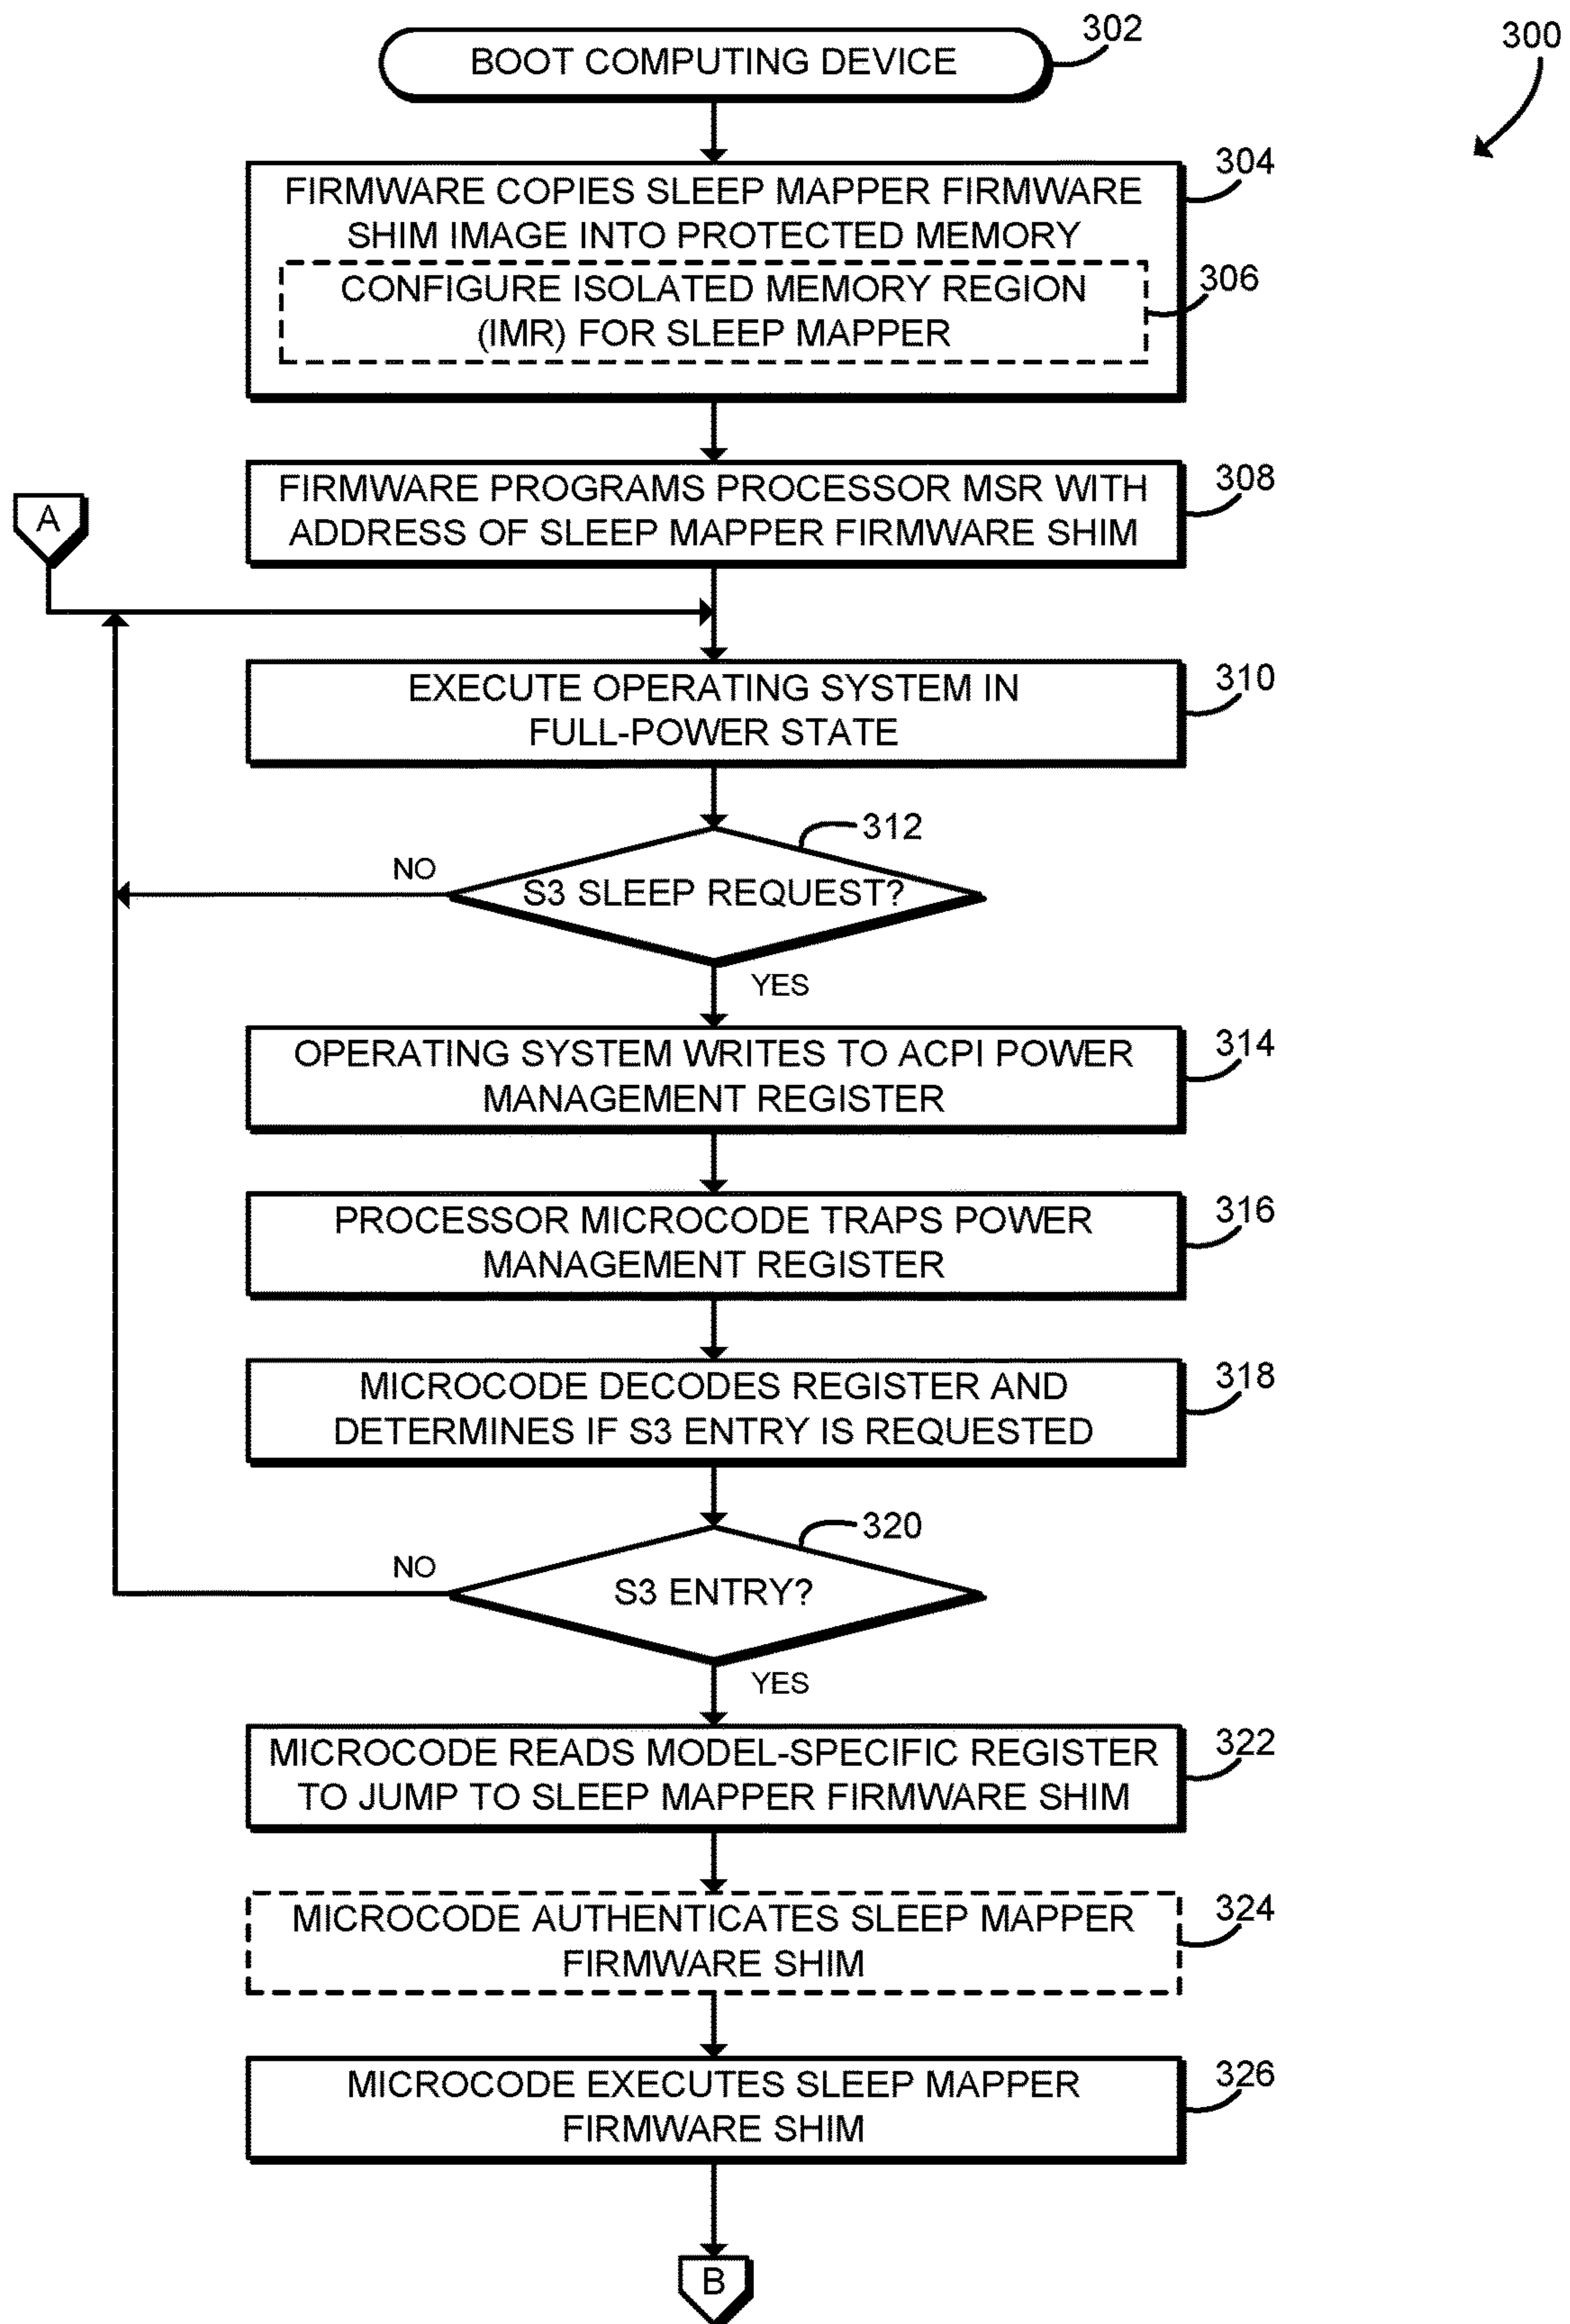 BOOT COMPUTING DEVICE
302
300
FIRMWARE COPIES SLEEP MAPPER FIRMWARE
SHIM IMAGE INTO PROTECTED MEMORY
304
CONFIGURE ISOLATED MEMORY REGION
(IMR) FOR SLEEP MAPPER
306
FIRMWARE PROGRAMS PROCESSOR MSR WITH
ADDRESS OF SLEEP MAPPER FIRMWARE SHIM
308
A
EXECUTE OPERATING SYSTEM IN
FULL-POWER STATE
310
312
NO
S3 SLEEP REQUEST?
YES
OPERATING SYSTEM WRITES TO ACPI POWER
MANAGEMENT REGISTER
314
PROCESSOR MICROCODE TRAPS POWER
MANAGEMENT REGISTER
316
MICROCODE DECODES REGISTER AND
DETERMINES IF S3 ENTRY IS REQUESTED
318
320
NO
S3 ENTRY?
YES
MICROCODE READS MODEL-SPECIFIC REGISTER
TO JUMP TO SLEEP MAPPER FIRMWARE SHIM
322
MICROCODE AUTHENTICATES SLEEP MAPPER
FIRMWARE SHIM
324
MICROCODE EXECUTES SLEEP MAPPER
FIRMWARE SHIM
326
B